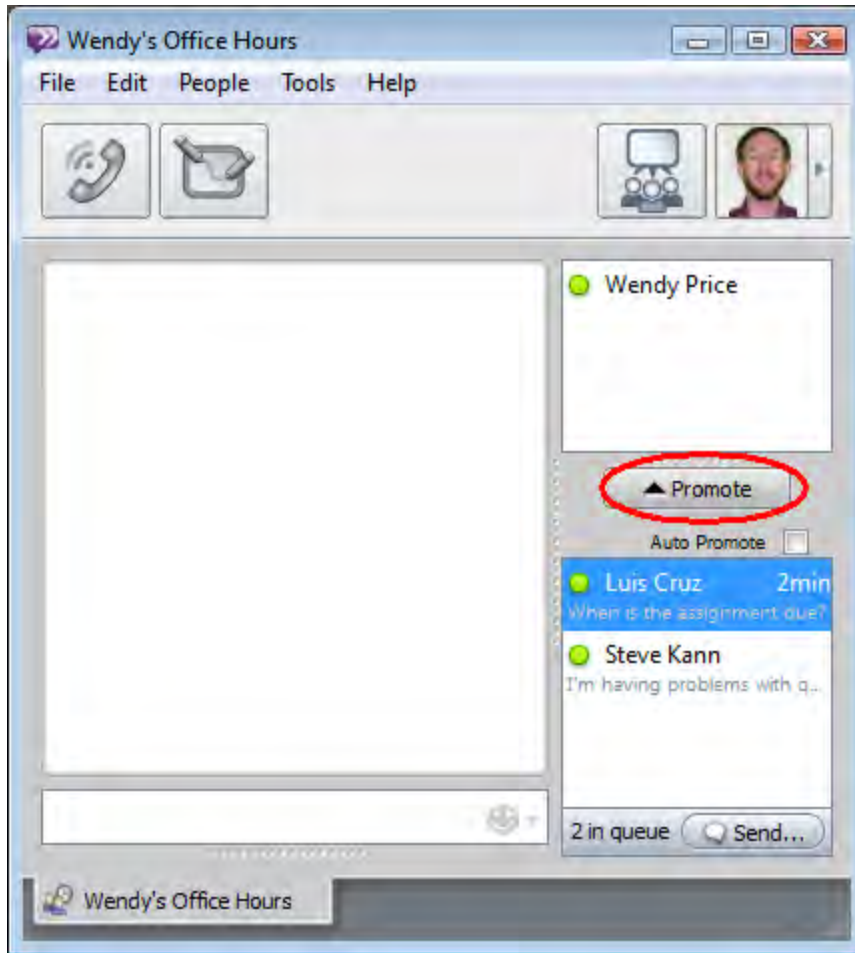 Wendy's Office Hours
File Edit People Tools Help
Wendy Price
Promote
Auto Promote
Luis Cruz 2min
When is the assignment due?
Steve Kann
I'm having problems with q...
2 in queue Send...
Wendy's Office Hours